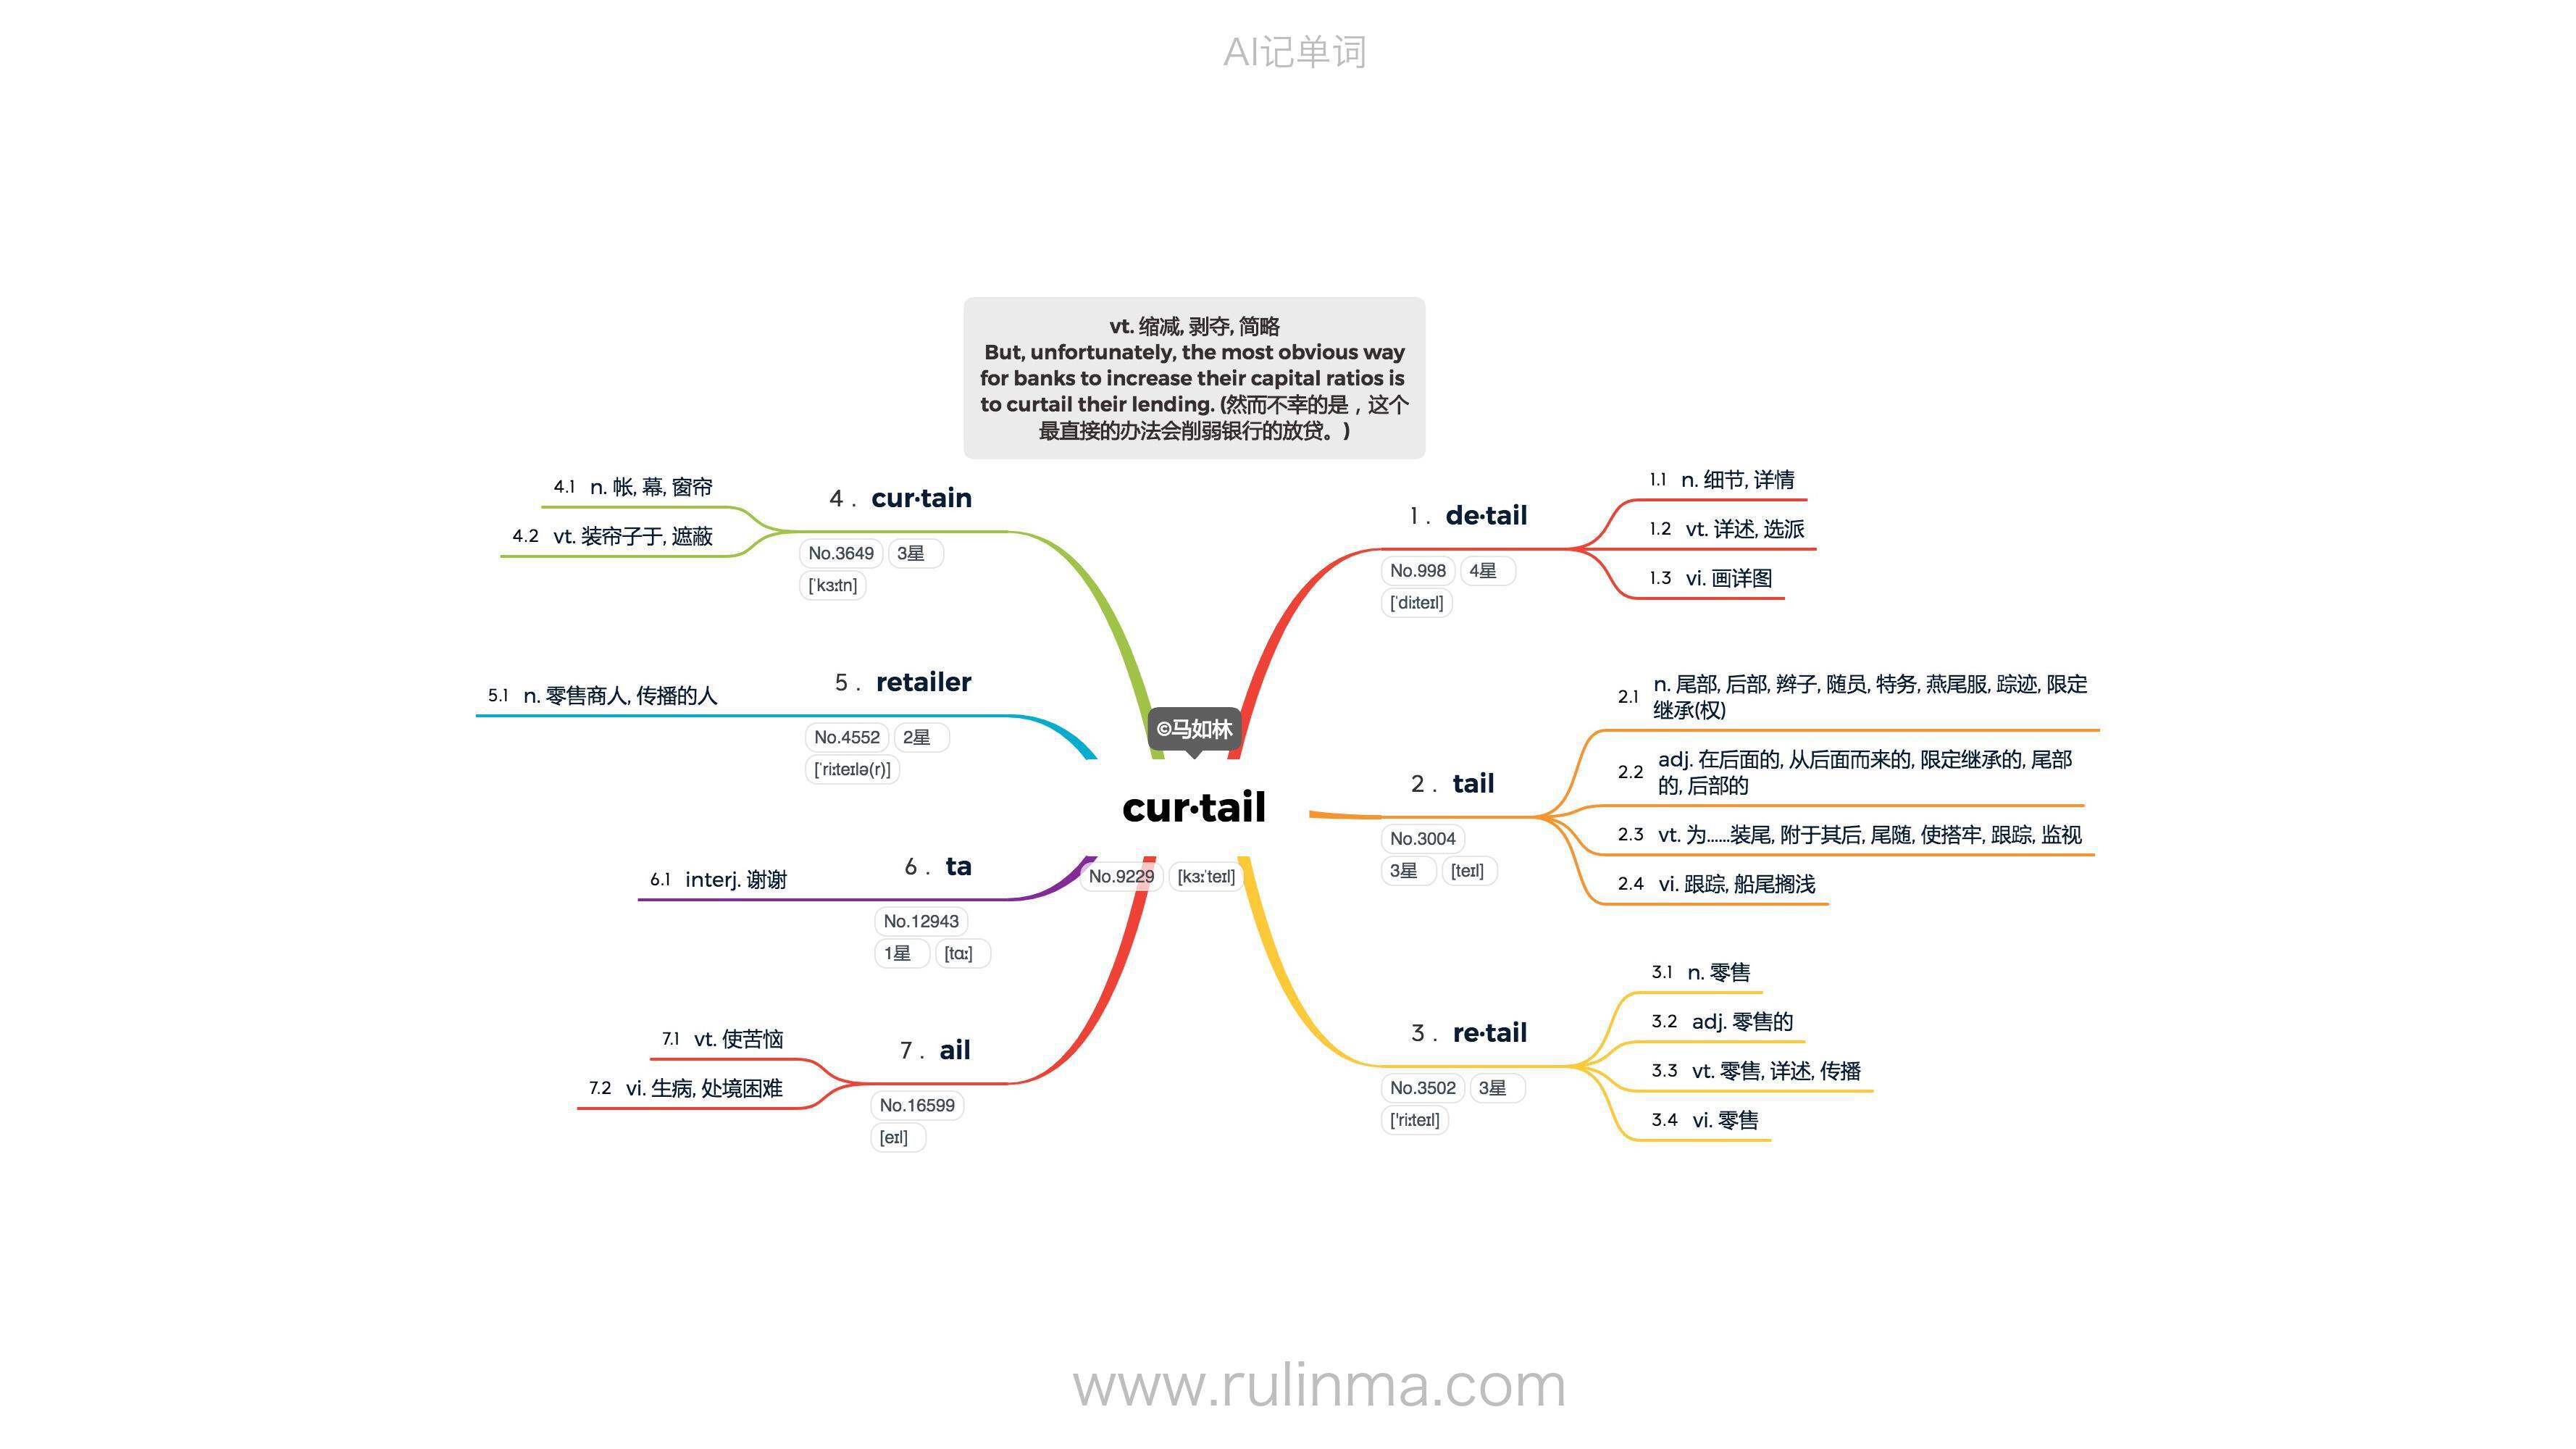 AI记单词
vt. 缩减, 剥夺, 简略
But, unfortunately, the most obvious way
for banks to increase their capital ratios is
to curtail their lending. (然而不幸的是，这个
最直接的办法会削弱银行的放贷。)
©马如林
cur·tail
No.9229 [kɜːˈteɪl]
1 . de·tail
No.998 4星
[ˈdiːteɪl]
1.1 n. 细节, 详情
1.2 vt. 详述, 选派
1.3 vi. 画详图
2 . tail
No.3004
3星 [teɪl]
2.1 n. 尾部, 后部, 辫子, 随员, 特务, 燕尾服, 踪迹, 限定
继承(权)
2.2 adj. 在后面的, 从后面而来的, 限定继承的, 尾部
的, 后部的
2.3 vt. 为……装尾, 附于其后, 尾随, 使搭牢, 跟踪, 监视
2.4 vi. 跟踪, 船尾搁浅
3 . re·tail
No.3502 3星
['riːteɪl]
3.1 n. 零售
3.2 adj. 零售的
3.3 vt. 零售, 详述, 传播
3.4 vi. 零售
4 . cur·tain
No.3649 3星
[ˈkɜːtn]
4.1 n. 帐, 幕, 窗帘
4.2 vt. 装帘子于, 遮蔽
5 . retailer
No.4552 2星
[ˈriːteɪlə(r)]
5.1 n. 零售商人, 传播的人
6 . ta
No.12943
1星 [tɑː]
6.1 interj. 谢谢
7 . ail
No.16599
[eɪl]
7.1 vt. 使苦恼
7.2 vi. 生病, 处境困难
www.rulinma.com